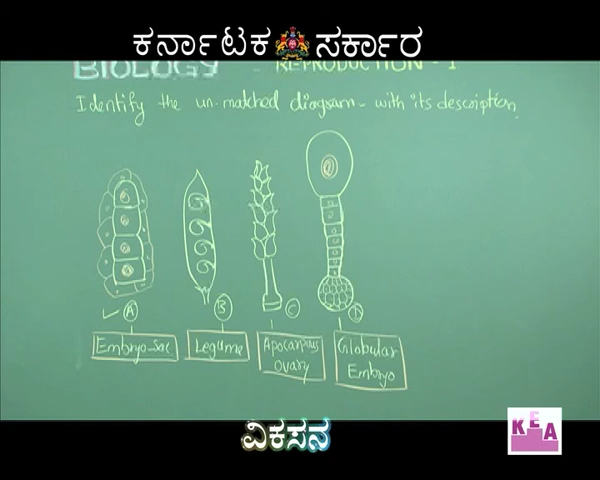 ಕರ್ನಾಟಕ ಸರ್ಕಾರ
BIOLOGY - REPRODUCTION - I
Identify the un-matched diagram - with its description.
A B C D
Embryo-Sac Legume Apocarpous ovary Globular Embryo
ವಿಕಸನ
KEA